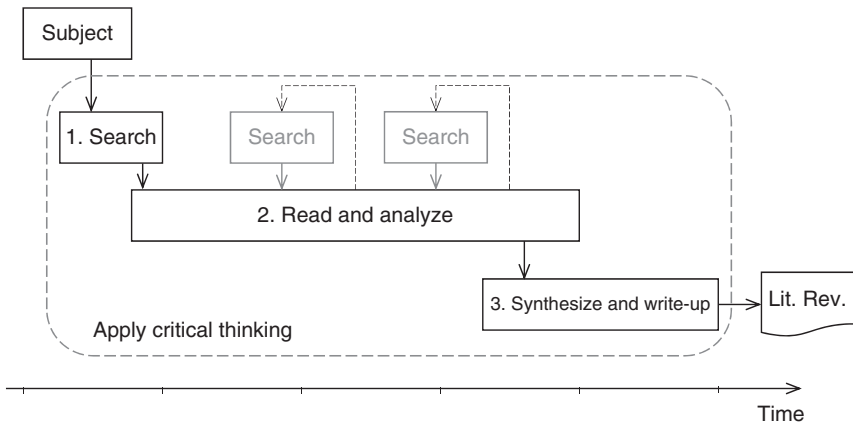 Subject
1. Search
Search
Search
2. Read and analyze
3. Synthesize and write-up
Lit. Rev.
Apply critical thinking
Time